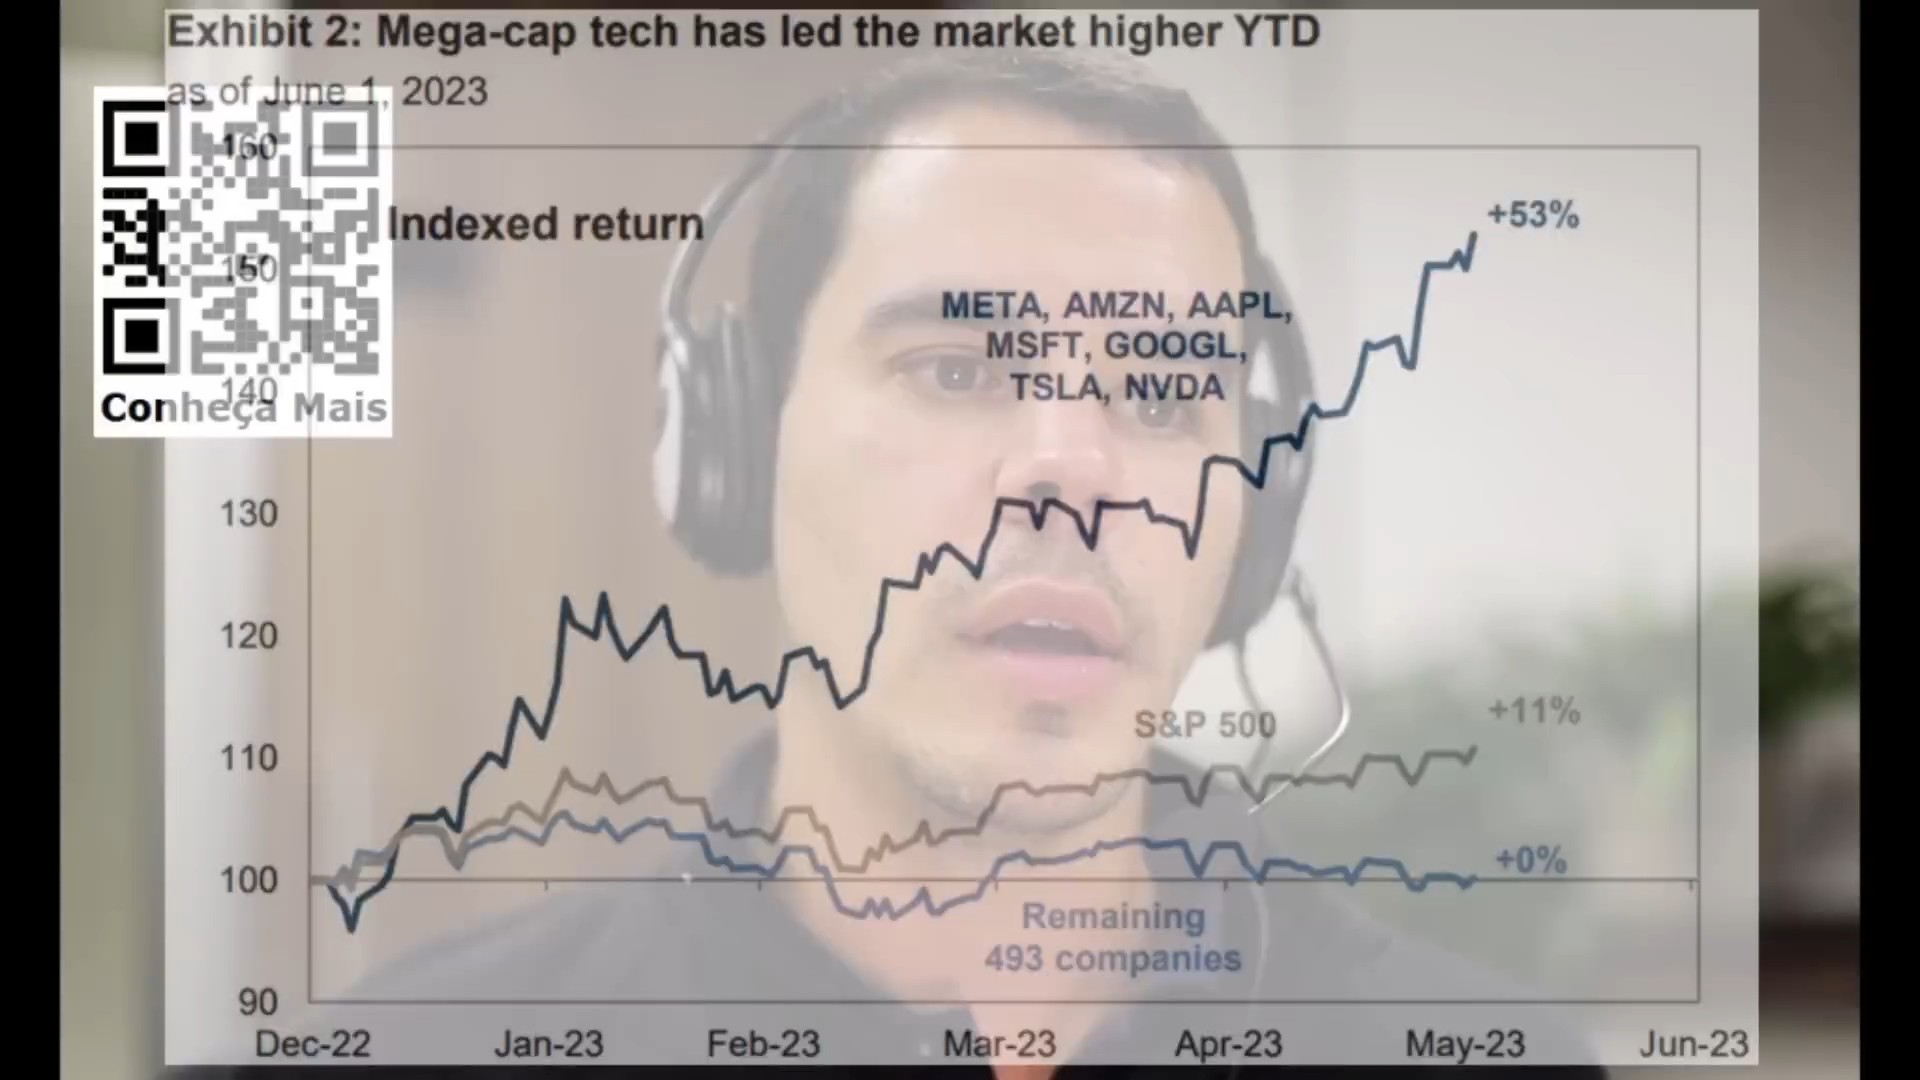 Exhibit 2: Mega-cap tech has led the market higher YTD
as of June 1, 2023
160
Indexed return
+53%
150
META, AMZN, AAPL,
MSFT, GOOGL,
TSLA, NVDA
140
Conheça Mais
130
120
S&P 500
+11%
110
+0%
100
Remaining
493 companies
90
Dec-22 Jan-23 Feb-23 Mar-23 Apr-23 May-23 Jun-23